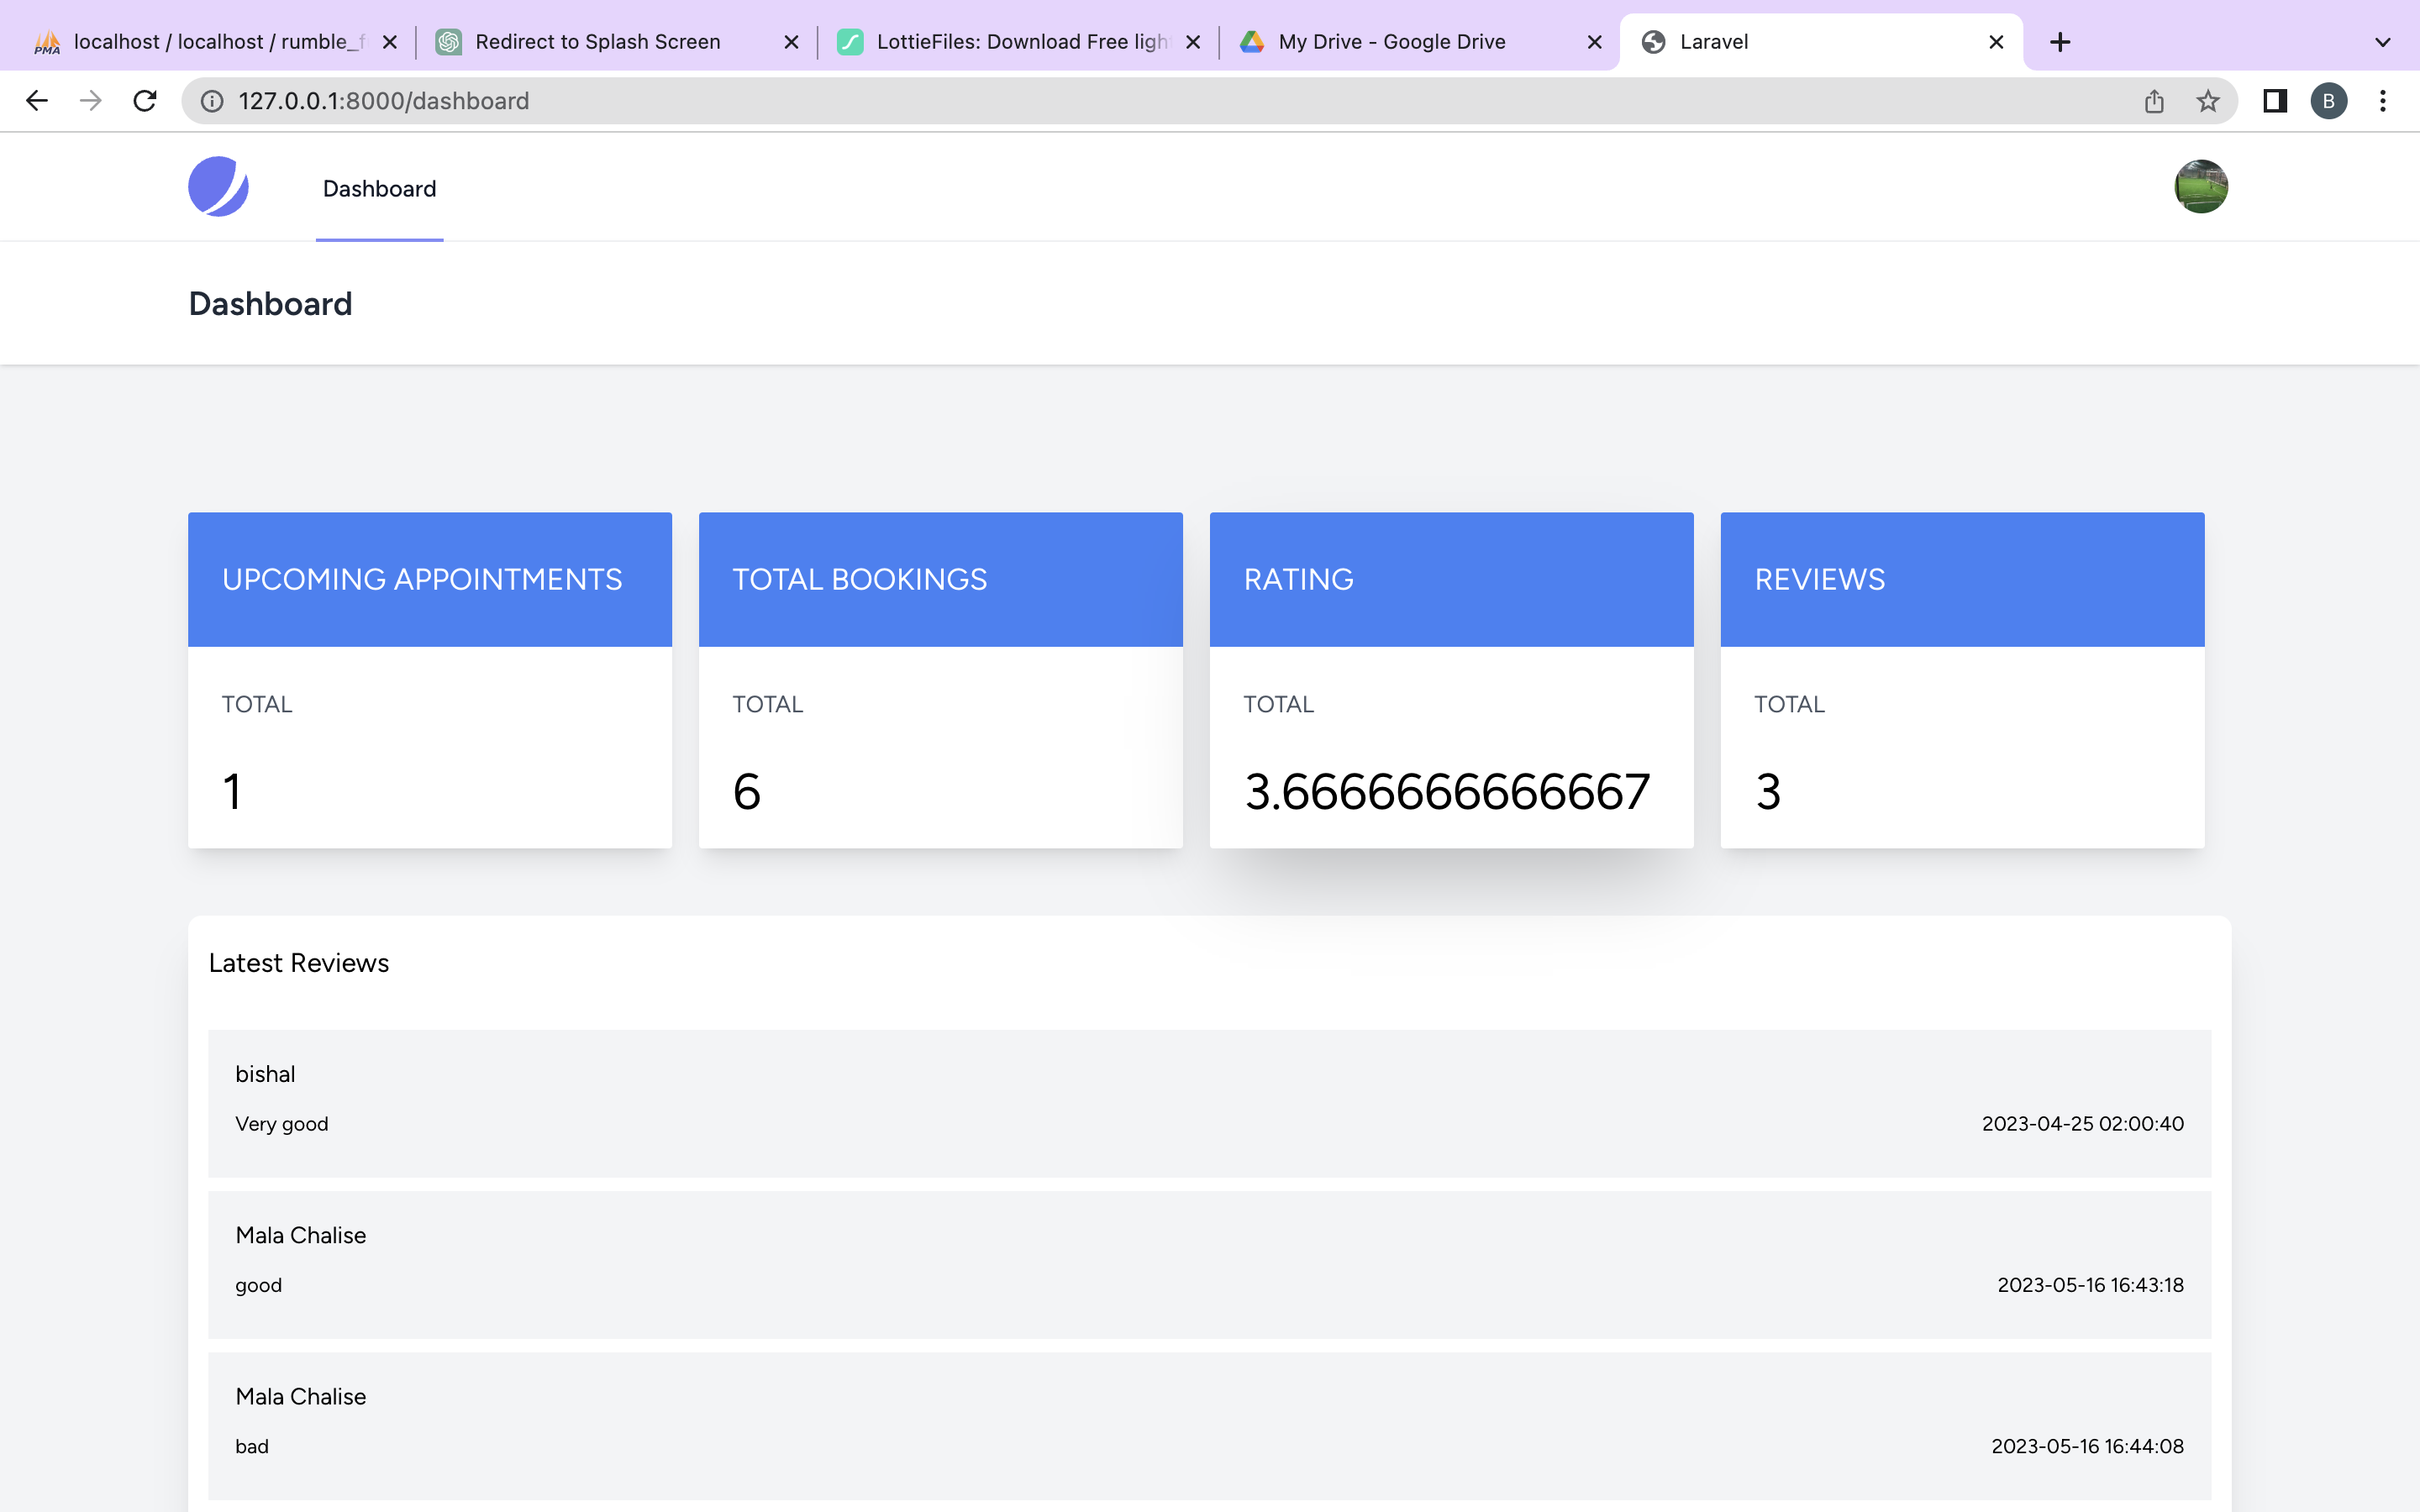 PMA localhost / localhost / rumble_f
Redirect to Splash Screen
LottieFiles: Download Free ligh
My Drive - Google Drive
Laravel
127.0.0.1:8000/dashboard
B
Dashboard
Dashboard
UPCOMING APPOINTMENTS
TOTAL
1
TOTAL BOOKINGS
TOTAL
6
RATING
TOTAL
3.6666666666667
REVIEWS
TOTAL
3
Latest Reviews
bishal
Very good
2023-04-25 02:00:40
Mala Chalise
good
2023-05-16 16:43:18
Mala Chalise
bad
2023-05-16 16:44:08